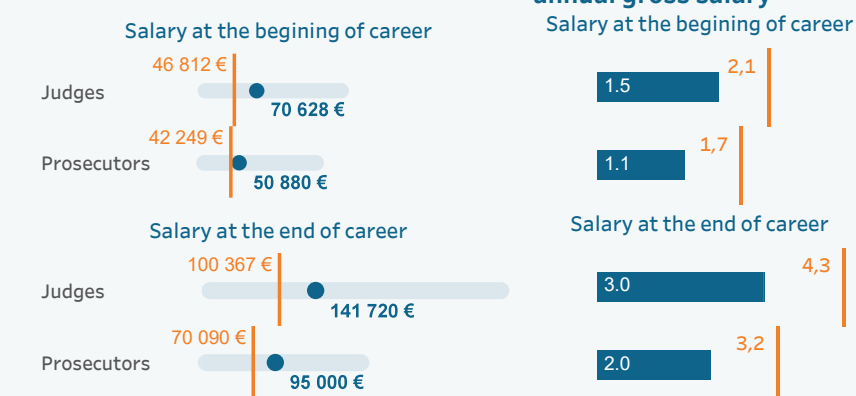 annual gross salary
Salary at the begining of career
Salary at the begining of career
46 812 €
Judges
70 628 €
2,1
1.5
42 249 €
Prosecutors
50 880 €
1,7
1.1
Salary at the end of career
Salary at the end of career
100 367 €
Judges
141 720 €
4,3
3.0
70 090 €
Prosecutors
95 000 €
3,2
2.0